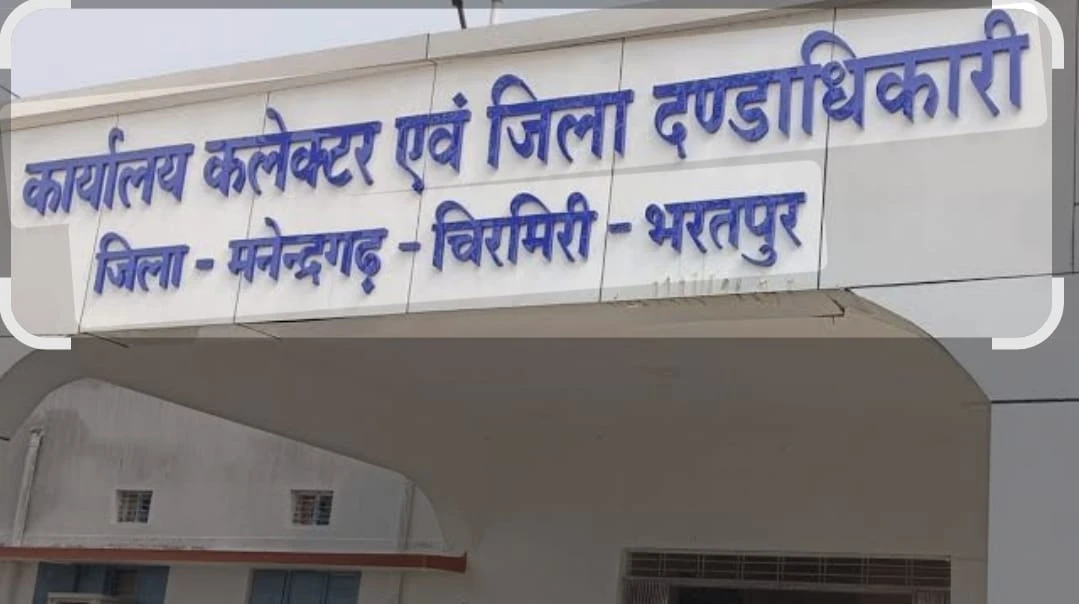 कार्यालय कलेक्टर एवं जिला दण्डाधिकारी
जिला - मनेन्द्रगढ़ - चिरमिरी - भरतपुर